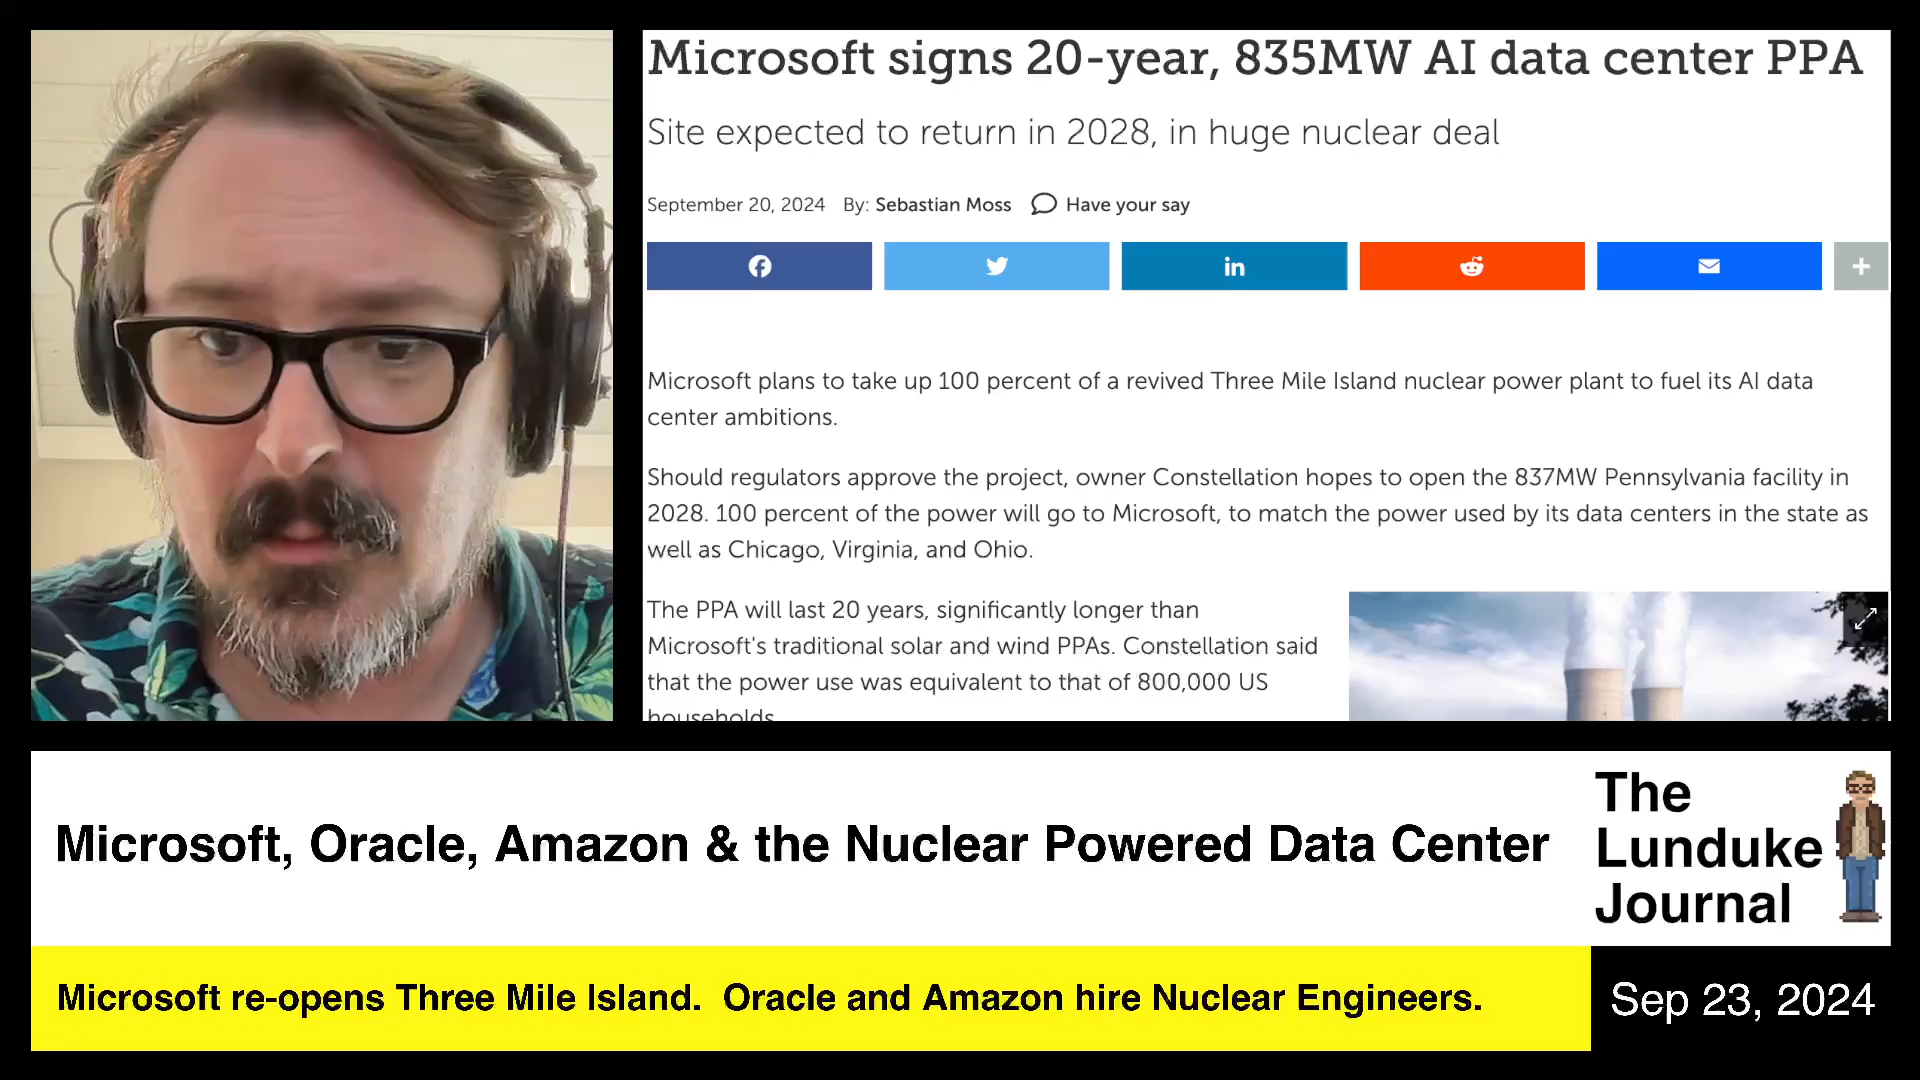 Microsoft signs 20-year, 835MW AI data center PPA
Site expected to return in 2028, in huge nuclear deal
September 20, 2024 By: Sebastian Moss Have your say
Microsoft plans to take up 100 percent of a revived Three Mile Island nuclear power plant to fuel its AI data
center ambitions.
Should regulators approve the project, owner Constellation hopes to open the 837MW Pennsylvania facility in
2028. 100 percent of the power will go to Microsoft, to match the power used by its data centers in the state as
well as Chicago, Virginia, and Ohio.
The PPA will last 20 years, significantly longer than
Microsoft's traditional solar and wind PPAs. Constellation said
that the power use was equivalent to that of 800,000 US
households.
Microsoft, Oracle, Amazon & the Nuclear Powered Data Center
The
Lunduke
Journal
Microsoft re-opens Three Mile Island. Oracle and Amazon hire Nuclear Engineers.
Sep 23, 2024